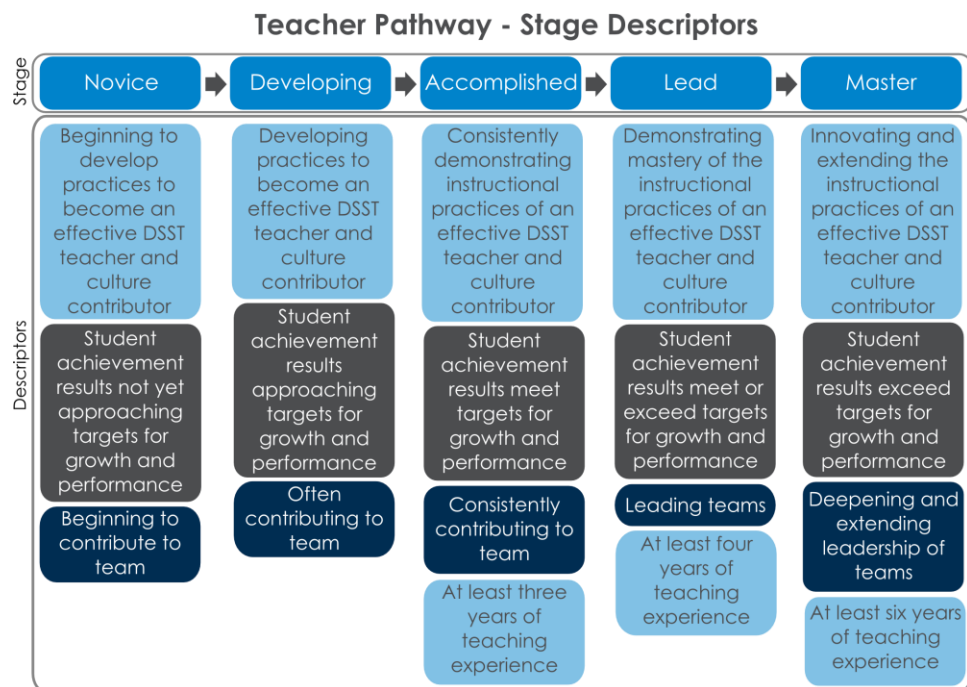 Teacher Pathway - Stage Descriptors
Stage
Novice
Developing
Accomplished
Lead
Master
Descriptors
Beginning to
develop
practices to
become an
effective DSST
teacher and
culture
contributor
Student
achievement
results not yet
approaching
targets for
growth and
performance
Beginning to
contribute to
team
Developing
practices to
become an
effective DSST
teacher and
culture
contributor
Student
achievement
results
approaching
targets for
growth and
performance
Often
contributing to
team
Consistently
demonstrating
instructional
practices of an
effective DSST
teacher and
culture
contributor
Student
achievement
results meet
targets for
growth and
performance
Consistently
contributing to
team
At least three
years of
teaching
experience
Demonstrating
mastery of the
instructional
practices of an
effective DSST
teacher and
culture
contributor
Student
achievement
results meet or
exceed targets
for growth and
performance
Leading teams
At least four
years of
teaching
experience
Innovating and
extending the
instructional
practices of an
effective DSST
teacher and
culture
contributor
Student
achievement
results exceed
targets for
growth and
performance
Deepening and
extending
leadership of
teams
At least six years
of teaching
experience